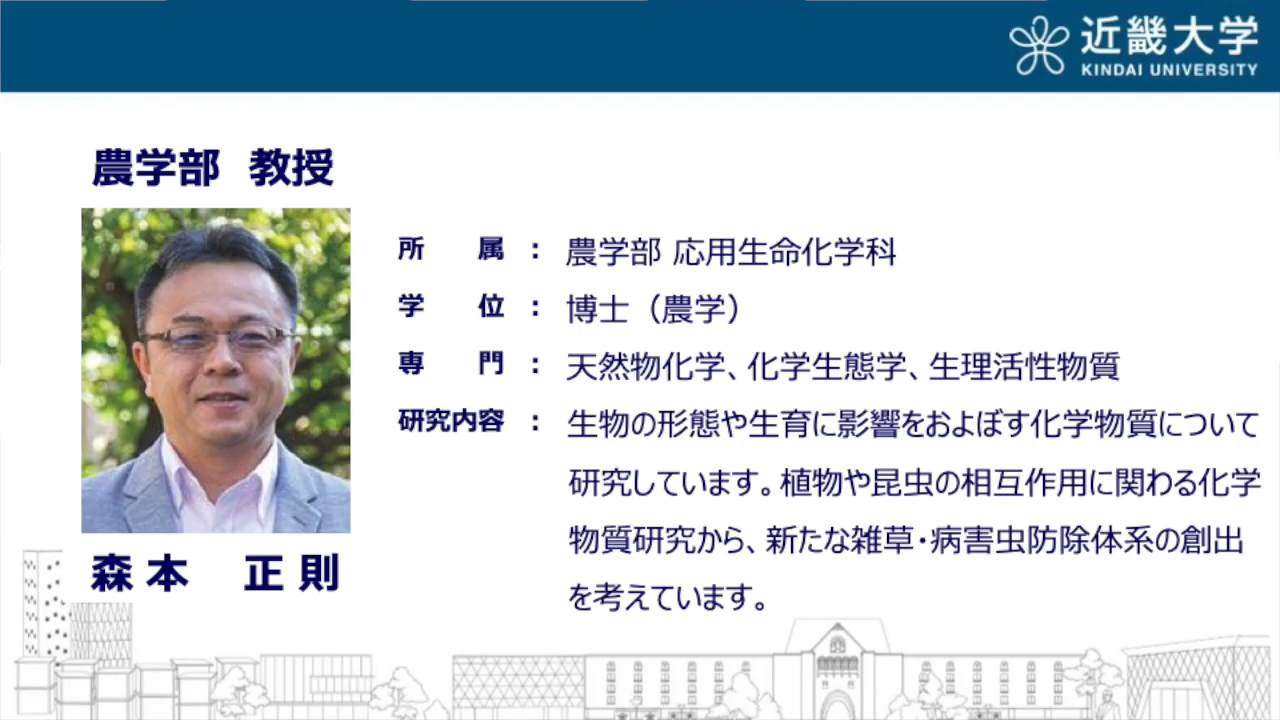 近畿大学
KINDAI UNIVERSITY
農学部 教授
森本 正則
所属：農学部 応用生命化学科
学位：博士（農学）
専門：天然物化学、化学生態学、生理活性物質
研究内容：生物の形態や生育に影響をおよぼす化学物質について
研究しています。植物や昆虫の相互作用に関わる化学
物質研究から、新たな雑草・病害虫防除体系の創出
を考えています。